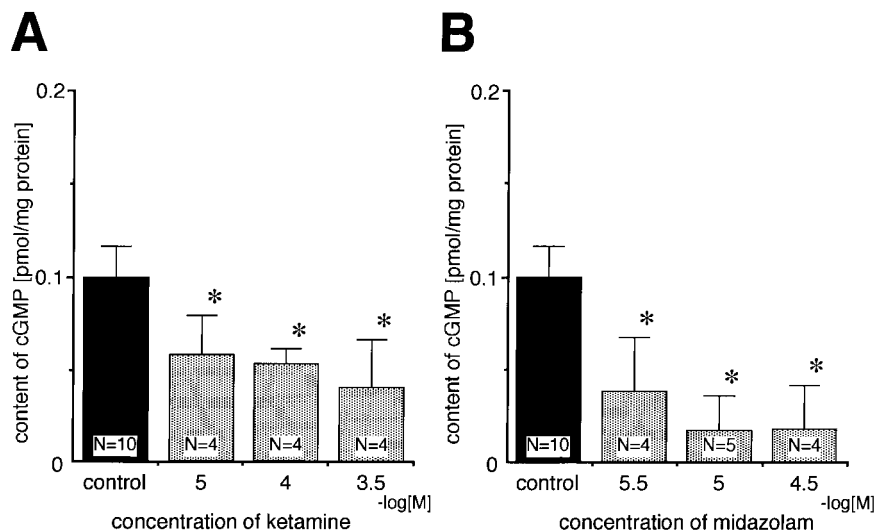 A
B
content of cGMP [pmol/mg protein]
0.2
0.1
0
*
*
*
N=10
N=4
N=4
N=4
control
5
4
3.5
-log[M]
concentration of ketamine
content of cGMP [pmol/mg protein]
0.2
0.1
0
*
*
*
N=10
N=4
N=5
N=4
control
5.5
5
4.5
-log[M]
concentration of midazolam